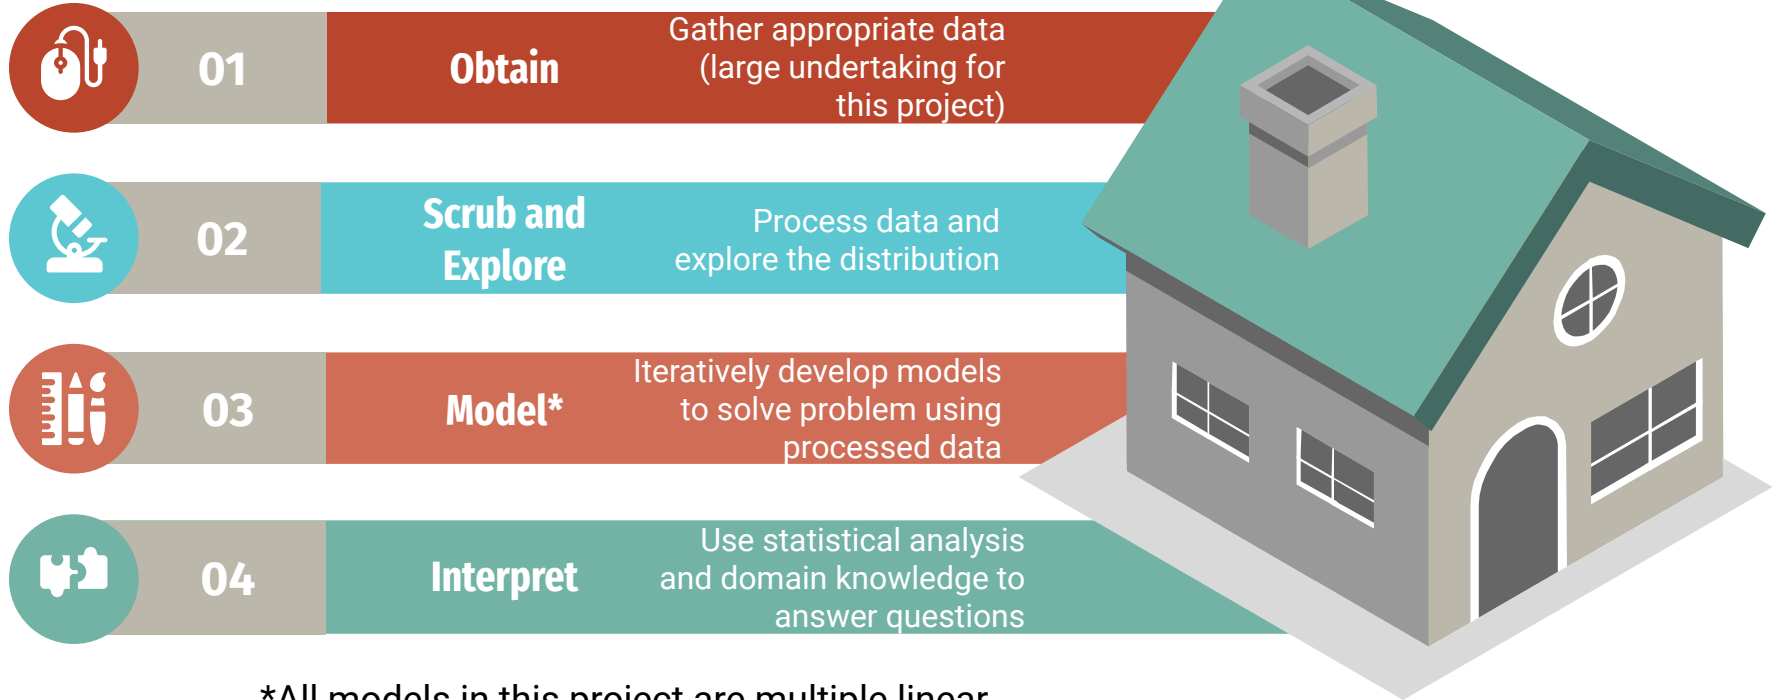 01
Obtain
Gather appropriate data
(large undertaking for
this project)
02
Scrub and
Explore
Process data and
explore the distribution
03
Model*
Iteratively develop models
to solve problem using
processed data
04
Interpret
Use statistical analysis
and domain knowledge to
answer questions
*All models in this project are multiple linear